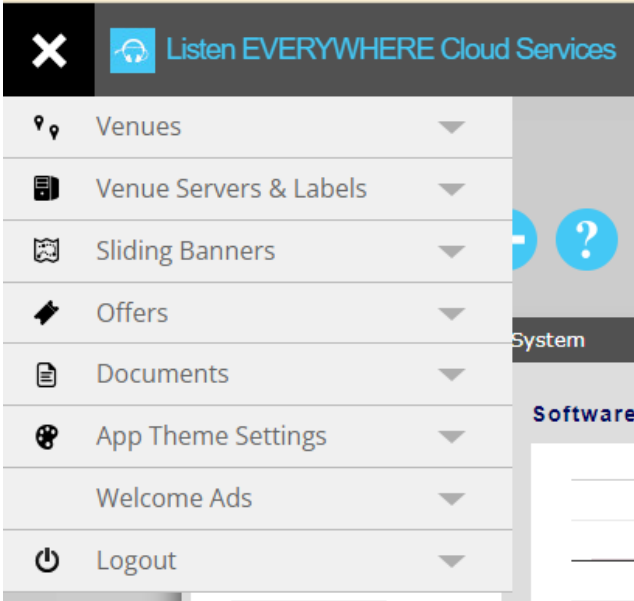 Listen EVERYWHERE Cloud Services
Venues
Venue Servers & Labels
Sliding Banners
?
Offers
System
Documents
Software
App Theme Settings
Welcome Ads
Logout